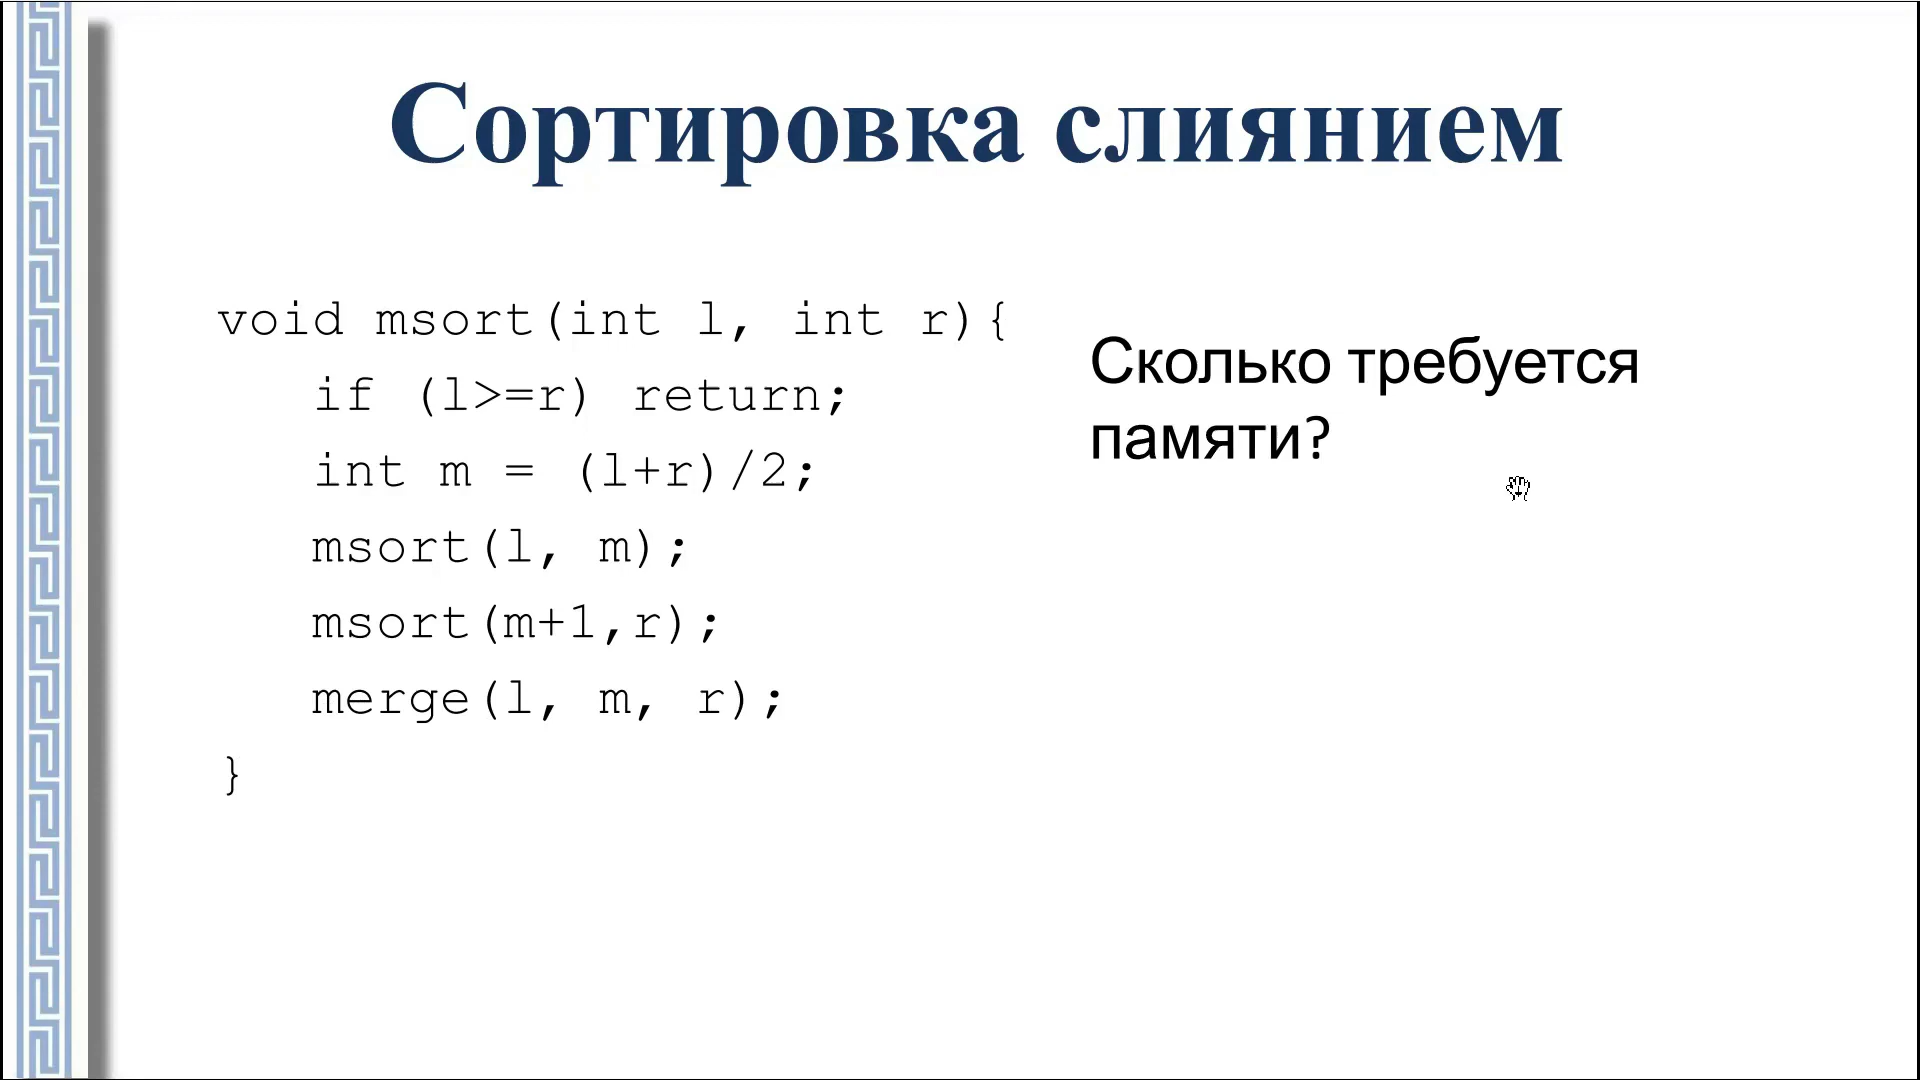 Сортировка слиянием
void msort(int l, int r){
if (l>=r) return;
int m = (l+r)/2;
msort(l, m);
msort(m+1,r);
merge(l, m, r);
}
Сколько требуется
памяти?